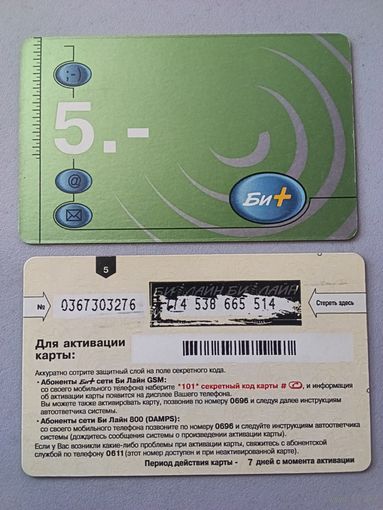 ;-)
5.-
@
Би+
5
№
0367303276
БИ ЛАЙН БИ ЛАЙН
74 538 665 514
Стереть здесь
Для активации
карты:
Аккуратно сотрите защитный слой на поле секретного кода.
• Абоненты Би+ сети Би Лайн GSM:
со своего мобильного телефона наберите *101* секретный код карты #, и информация
об активации карты появится на дисплее Вашего телефона.
Вы можете также активировать карту, позвонив по номеру 0696 и следуя далее инструкциям
автоответчика системы.
• Абоненты сети Би Лайн 800 (DAMPS):
со своего мобильного телефона позвоните по номеру 0696 и следуйте инструкциям автоответчика
системы (дождитесь сообщения системы о произведении активации карты).
Если у Вас возникли какие-либо проблемы при активации карты, свяжитесь с абонентской
службой по телефону 0611 (этот номер доступен и при неактивированной карте).
Период действия карты - 7 дней с момента активации